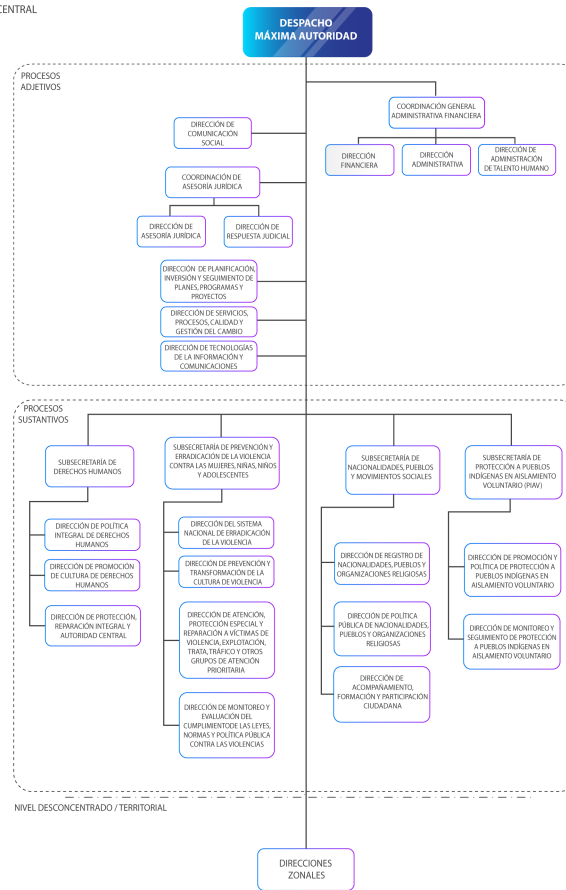 CENTRAL
DESPACHO
MÁXIMA AUTORIDAD
PROCESOS
ADJETIVOS
COORDINACIÓN GENERAL
ADMINISTRATIVA FINANCIERA
DIRECCIÓN DE
COMUNICACIÓN
SOCIAL
DIRECCIÓN
FINANCIERA
DIRECCIÓN
ADMINISTRATIVA
DIRECCIÓN DE
ADMINISTRACIÓN
DE TALENTO HUMANO
COORDINACIÓN DE
ASESORÍA JURÍDICA
DIRECCIÓN DE
ASESORÍA JURÍDICA
DIRECCIÓN DE
RESPUESTA JUDICIAL
DIRECCIÓN DE PLANIFICACIÓN,
INVERSIÓN Y SEGUIMIENTO DE
PLANES, PROGRAMAS Y
PROYECTOS
DIRECCIÓN DE SERVICIOS,
PROCESOS, CALIDAD Y
GESTIÓN DEL CAMBIO
DIRECCIÓN DE TECNOLOGÍAS
DE LA INFORMACIÓN Y
COMUNICACIONES
PROCESOS
SUSTANTIVOS
SUBSECRETARÍA DE
DERECHOS HUMANOS
DIRECCIÓN DE POLÍTICA
INTEGRAL DE DERECHOS
HUMANOS
DIRECCIÓN DE PROMOCIÓN
DE CULTURA DE DERECHOS
HUMANOS
DIRECCIÓN DE PROTECCIÓN,
REPARACIÓN INTEGRAL Y
AUTORIDAD CENTRAL
SUBSECRETARÍA DE PREVENCIÓN Y
ERRADICACIÓN DE LA VIOLENCIA
CONTRA LAS MUJERES, NIÑAS, NIÑOS
Y ADOLESCENTES
DIRECCIÓN DEL SISTEMA
NACIONAL DE ERRADICACIÓN
DE LA VIOLENCIA
DIRECCIÓN DE PREVENCIÓN Y
TRANSFORMACIÓN DE LA
CULTURA DE VIOLENCIA
DIRECCIÓN DE ATENCIÓN,
PROTECCIÓN ESPECIAL Y
REPARACIÓN A VÍCTIMAS DE
VIOLENCIA, EXPLOTACIÓN,
TRATA, TRÁFICO Y OTROS
GRUPOS DE ATENCIÓN
PRIORITARIA
DIRECCIÓN DE MONITOREO Y
EVALUACIÓN DEL
CUMPLIMIENTODE LAS LEYES,
NORMAS Y POLÍTICA PÚBLICA
CONTRA LAS VIOLENCIAS
SUBSECRETARÍA DE
NACIONALIDADES, PUEBLOS
Y MOVIMIENTOS SOCIALES
DIRECCIÓN DE REGISTRO DE
NACIONALIDADES, PUEBLOS Y
ORGANIZACIONES RELIGIOSAS
DIRECCIÓN DE POLÍTICA
PÚBLICA DE NACIONALIDADES,
PUEBLOS Y ORGANIZACIONES
RELIGIOSAS
DIRECCIÓN DE
ACOMPAÑAMIENTO,
FORMACIÓN Y PARTICIPACIÓN
CIUDADANA
SUBSECRETARÍA DE
PROTECCIÓN A PUEBLOS
INDÍGENAS EN AISLAMIENTO
VOLUNTARIO (PIAV)
DIRECCIÓN DE PROMOCIÓN Y
POLÍTICA DE PROTECCIÓN A
PUEBLOS INDÍGENAS EN
AISLAMIENTO VOLUNTARIO
DIRECCIÓN DE MONITOREO Y
SEGUIMIENTO DE PROTECCIÓN
A PUEBLOS INDÍGENAS EN
AISLAMIENTO VOLUNTARIO
NIVEL DESCONCENTRADO / TERRITORIAL
DIRECCIONES
ZONALES